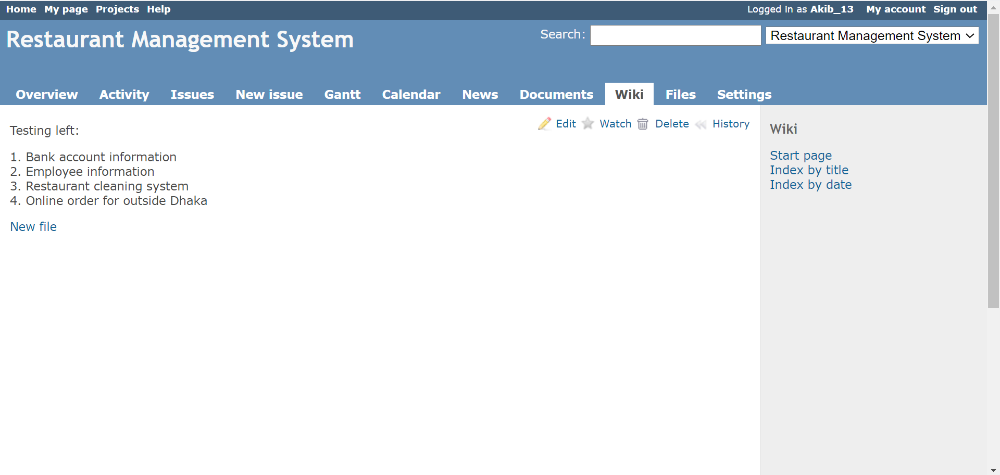 Home My page Projects Help
Logged in as Akib_13 My account Sign out
Restaurant Management System
Search: Restaurant Management System
Overview Activity Issues New issue Gantt Calendar News Documents Wiki Files Settings
Edit Watch Delete History
Testing left:
1. Bank account information
2. Employee information
3. Restaurant cleaning system
4. Online order for outside Dhaka
New file
Wiki
Start page
Index by title
Index by date